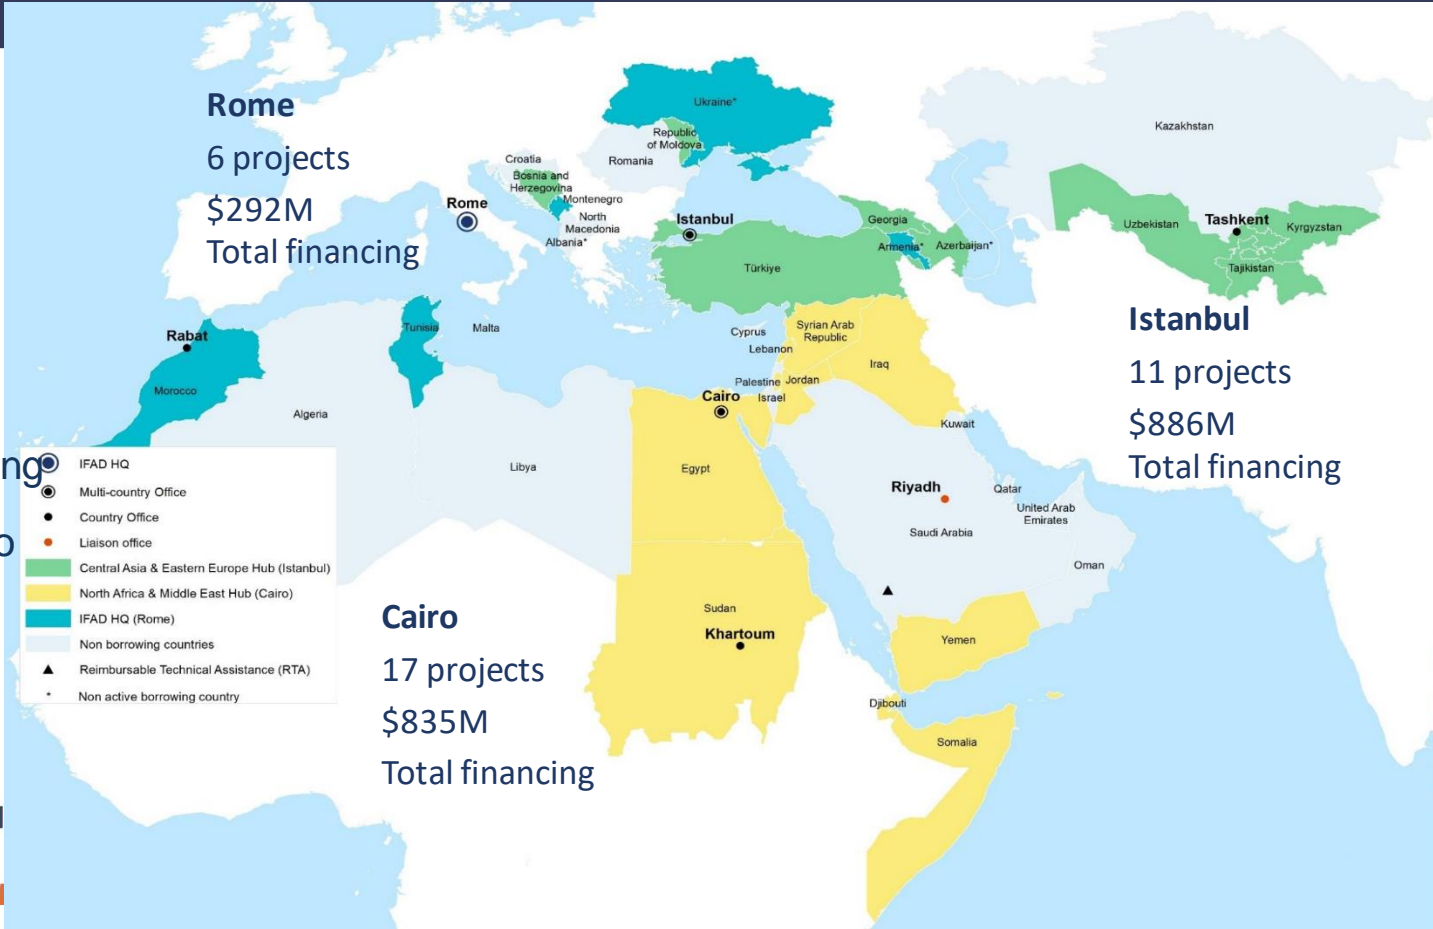 Rome
6 projects
$292M
Total financing
Ukraine*
Republic
of Moldova
Romania
Croatia
Bosnia and
Herzegovina
Montenegro
North
Macedonia
Albania*
Rome
Istanbul
Türkiye
Georgia
Armenia*
Azerbaijan*
Kazakhstan
Uzbekistan
Tashkent
Kyrgyzstan
Tajikistan
Istanbul
11 projects
$886M
Total financing
Rabat
Morocco
Tunisia
Malta
Algeria
Libya
Cyprus
Lebanon
Syrian Arab
Republic
Iraq
Palestine
Jordan
Israel
Cairo
Egypt
Kuwait
Riyadh
Qatar
United Arab
Emirates
Saudi Arabia
Oman
Yemen
Sudan
Khartoum
Djibouti
Somalia
ng
o
IFAD HQ
Multi-country Office
Country Office
Liaison office
Central Asia & Eastern Europe Hub (Istanbul)
North Africa & Middle East Hub (Cairo)
IFAD HQ (Rome)
Non borrowing countries
Reimbursable Technical Assistance (RTA)
* Non active borrowing country
Cairo
17 projects
$835M
Total financing